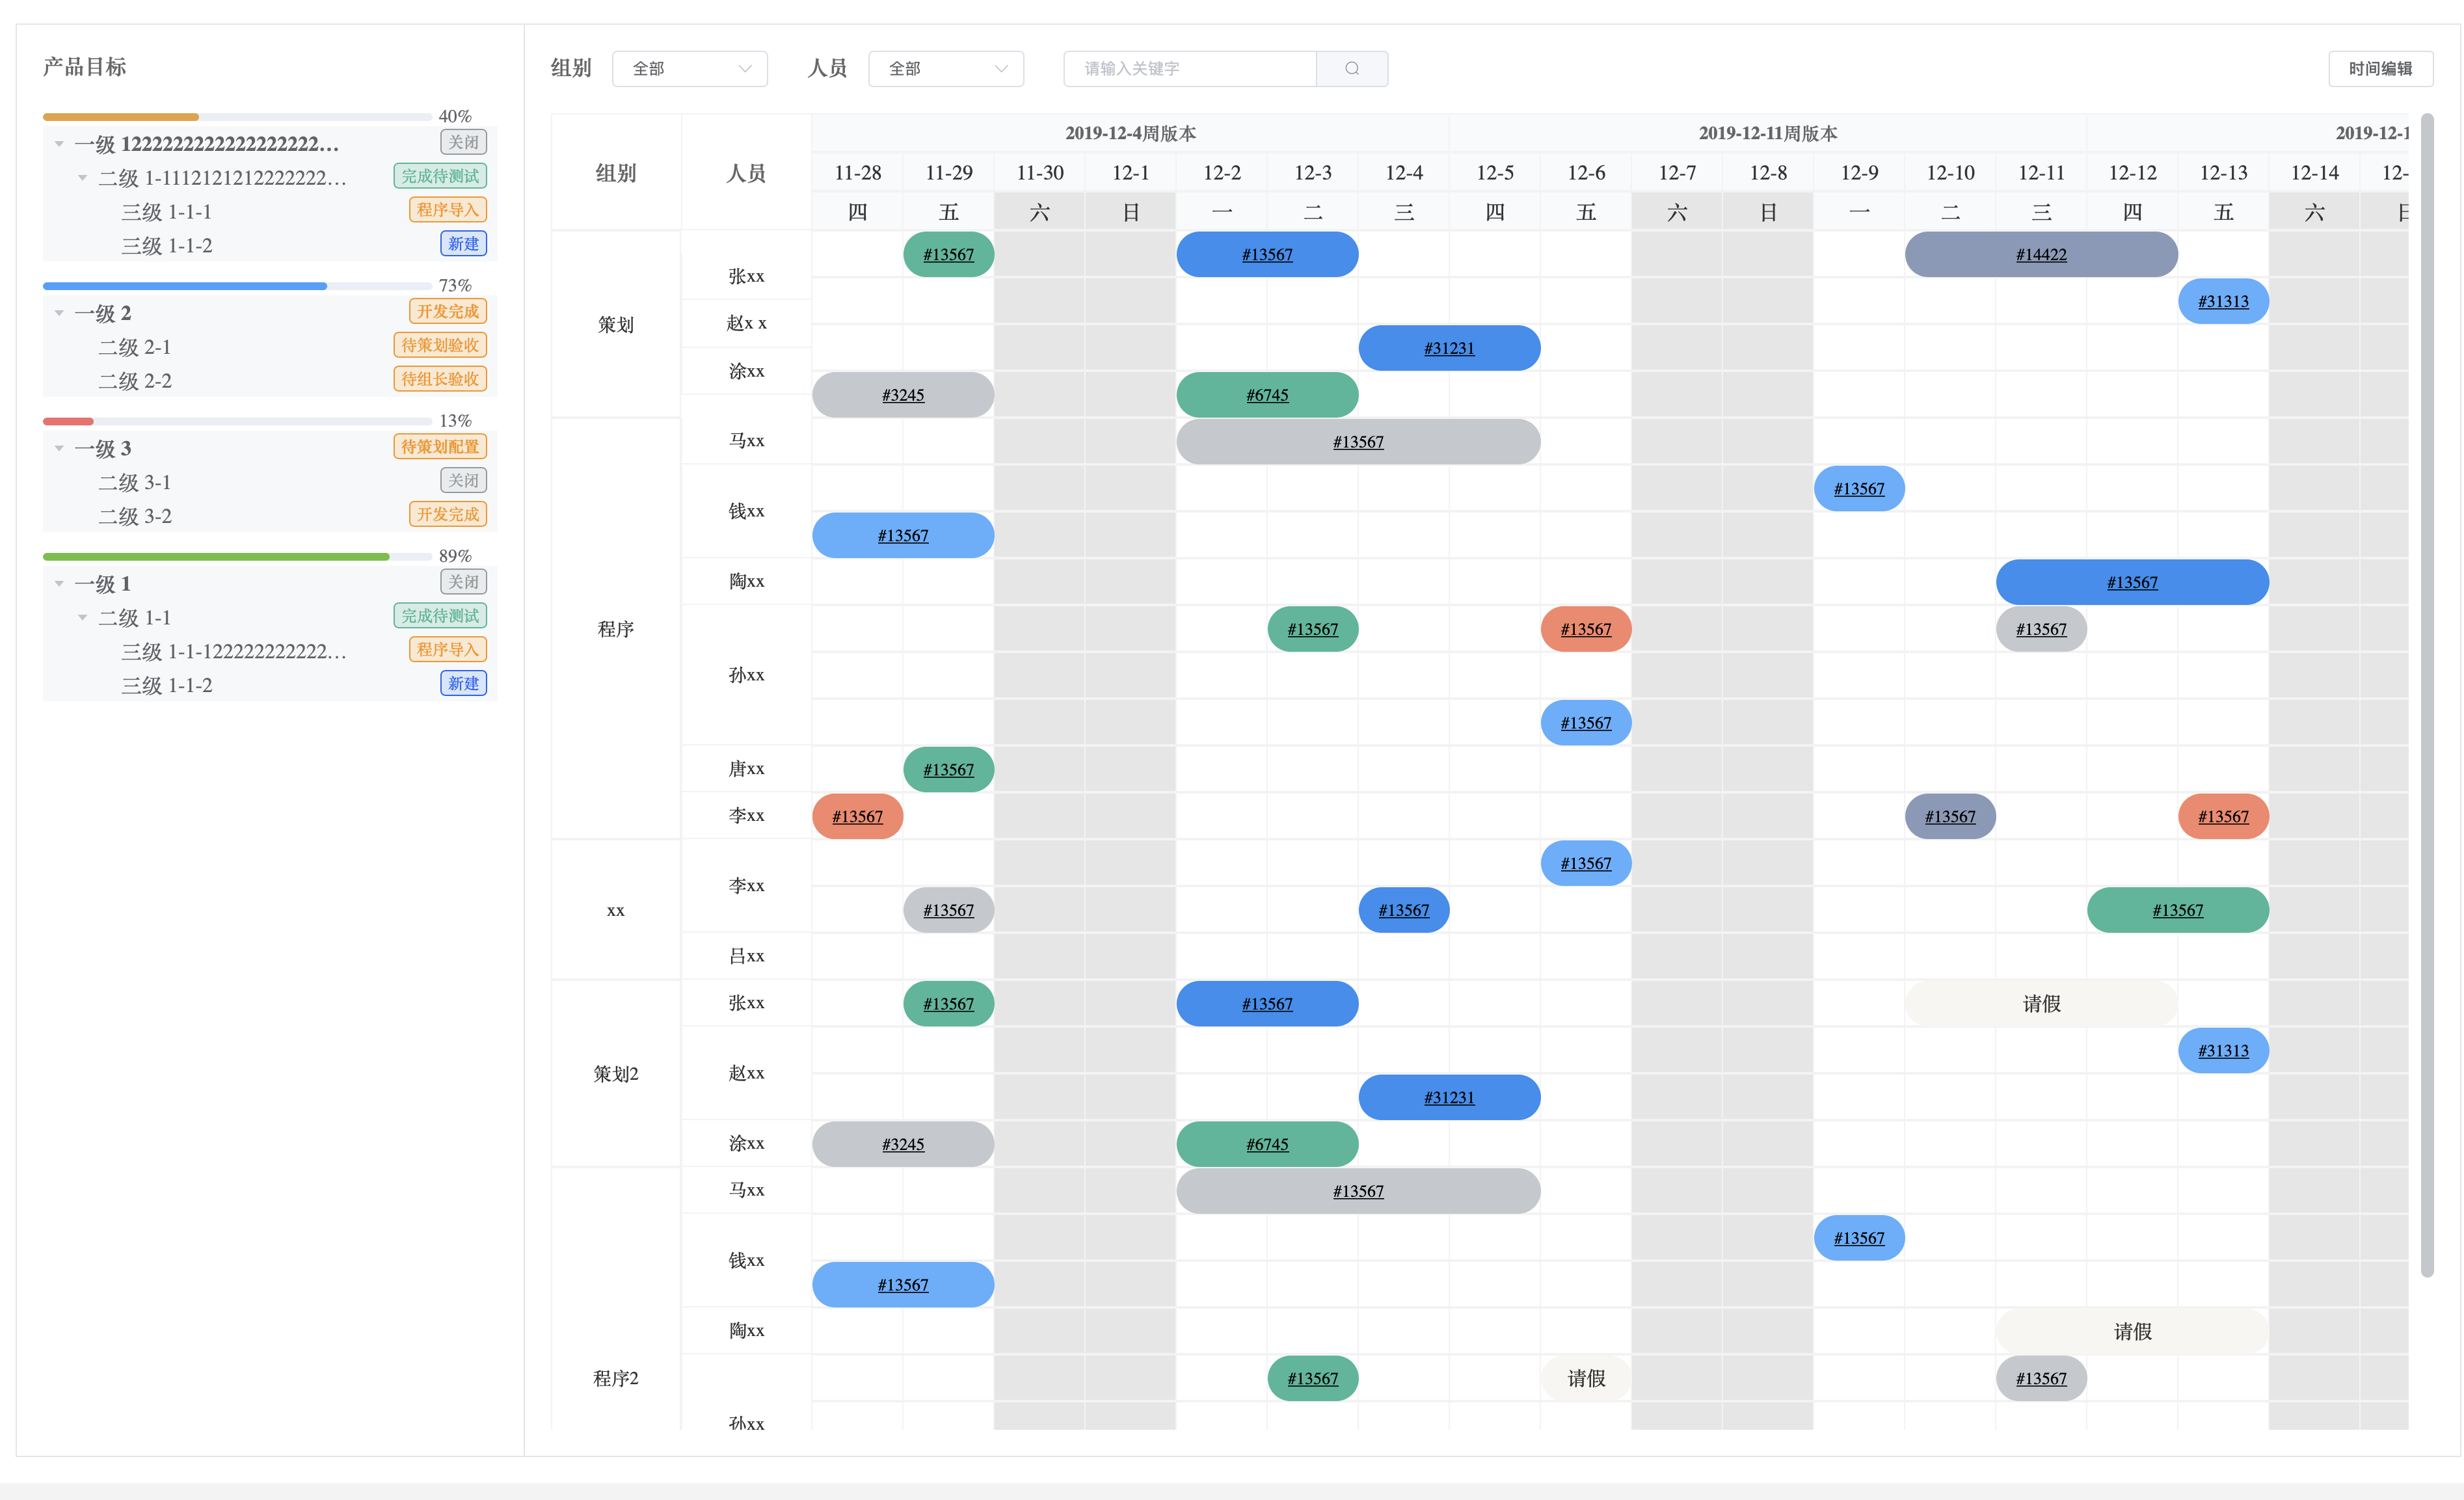 产品目标
40%
一级 1222222222222222222... 关闭
二级 1-1112121212222222... 完成待测试
三级 1-1-1 程序导入
三级 1-1-2 新建
73%
一级 2 开发完成
二级 2-1 待策划验收
二级 2-2 待组长验收
13%
一级 3 待策划配置
二级 3-1 关闭
二级 3-2 开发完成
89%
一级 1 关闭
二级 1-1 完成待测试
三级 1-1-122222222222... 程序导入
三级 1-1-2 新建
组别 全部 人员 全部 请输入关键字 时间编辑
2019-12-4周版本 2019-12-11周版本 2019-12-1
组别 人员 11-28 11-29 11-30 12-1 12-2 12-3 12-4 12-5 12-6 12-7 12-8 12-9 12-10 12-11 12-12 12-13 12-14 12-
四 五 六 日 一 二 三 四 五 六 日 一 二 三 四 五 六 日
策划
张xx #13567 #13567 #14422
#31313
赵x x
#31231
涂xx
#3245 #6745
程序
马xx #13567
钱xx #13567
#13567
陶xx #13567
孙xx #13567 #13567 #13567
#13567
唐xx #13567
李xx #13567 #13567 #13567
xx
李xx #13567
#13567 #13567 #13567
吕xx
策划2
张xx #13567 #13567 请假
赵xx #31313
#31231
涂xx #3245 #6745
程序2
马xx #13567
钱xx #13567
#13567
陶xx 请假
#13567 请假 #13567
孙xx